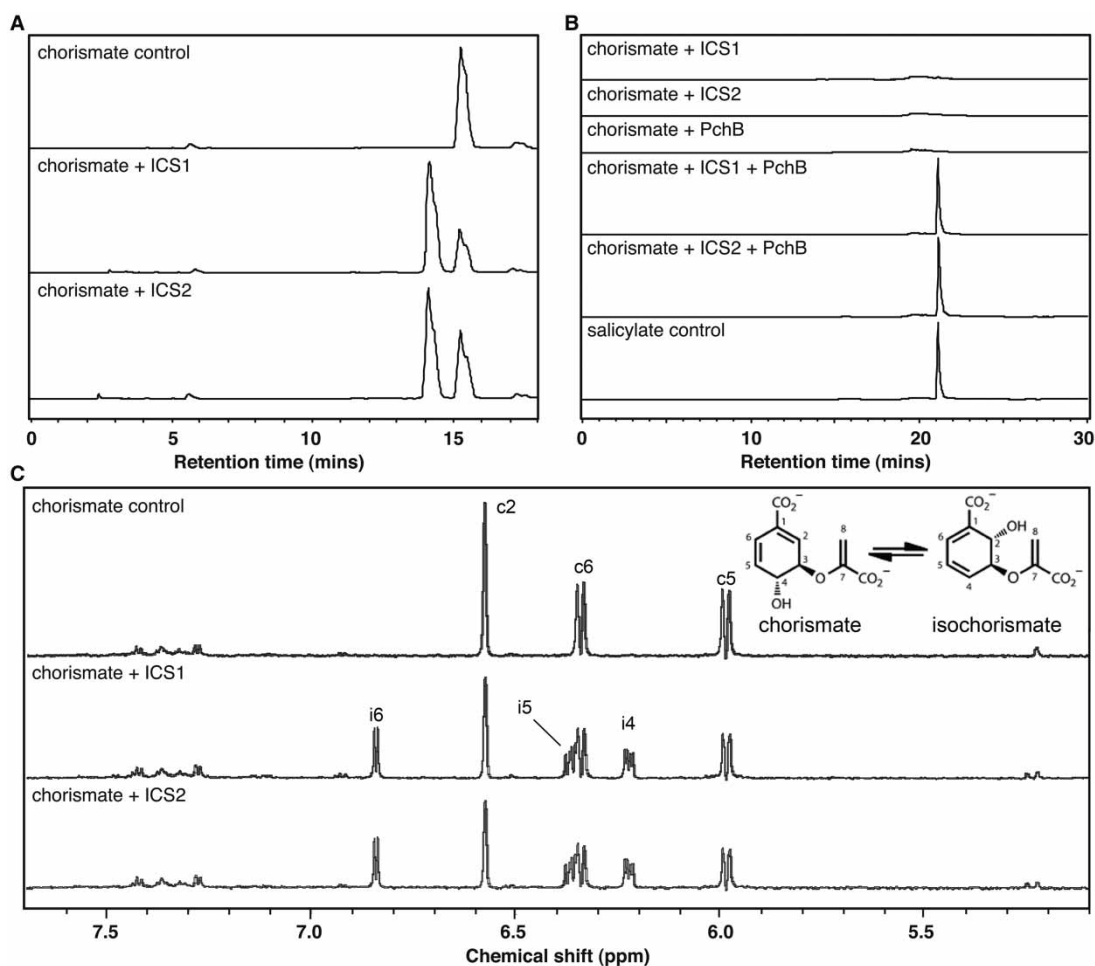 A
chorismate control
chorismate + ICS1
chorismate + ICS2
0 5 10 15
Retention time (mins)
B
chorismate + ICS1
chorismate + ICS2
chorismate + PchB
chorismate + ICS1 + PchB
chorismate + ICS2 + PchB
salicylate control
0 10 20 30
Retention time (mins)
C
chorismate control
c2
c6
c5
CO₂⁻
1
2
3
4
5
6
7
8
O
CO₂⁻
OH
chorismate
CO₂⁻
OH
1
2
3
4
5
6
7
8
O
CO₂⁻
isochorismate
chorismate + ICS1
i6
i5
i4
chorismate + ICS2
7.5 7.0 6.5 6.0 5.5
Chemical shift (ppm)